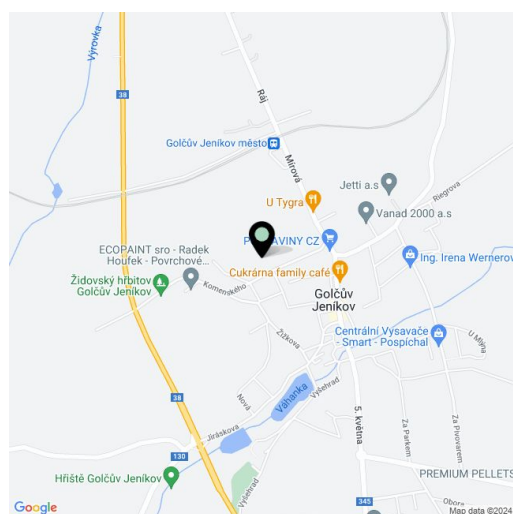 Výrovka
38
Ráj
Golčův Jeníkov město
Mírová
U Tygra
Jetti a.s
Riegrova
Vanad 2000 a.s
ECOPAINT sro - Radek
Houfek - Povrchové...
Židovský hřbitov
Golčův Jeníkov
Komenského
CZ
Ing. Irena Wernerov
Cukrárna family café
Golčův
Jeníkov
Žižkova
Centrální Vysavače
- Smart - Pospíchal
U Mlýna
Nová
Váhanka
Vyšehrad
38
Jiráskova
5. května
Za Parkem
Za Pivovarem
130
Hřiště Golčův Jeníkov
Vyšehrad
PREMIUM PELLETS
345
Obora
Google
Map data ©2024